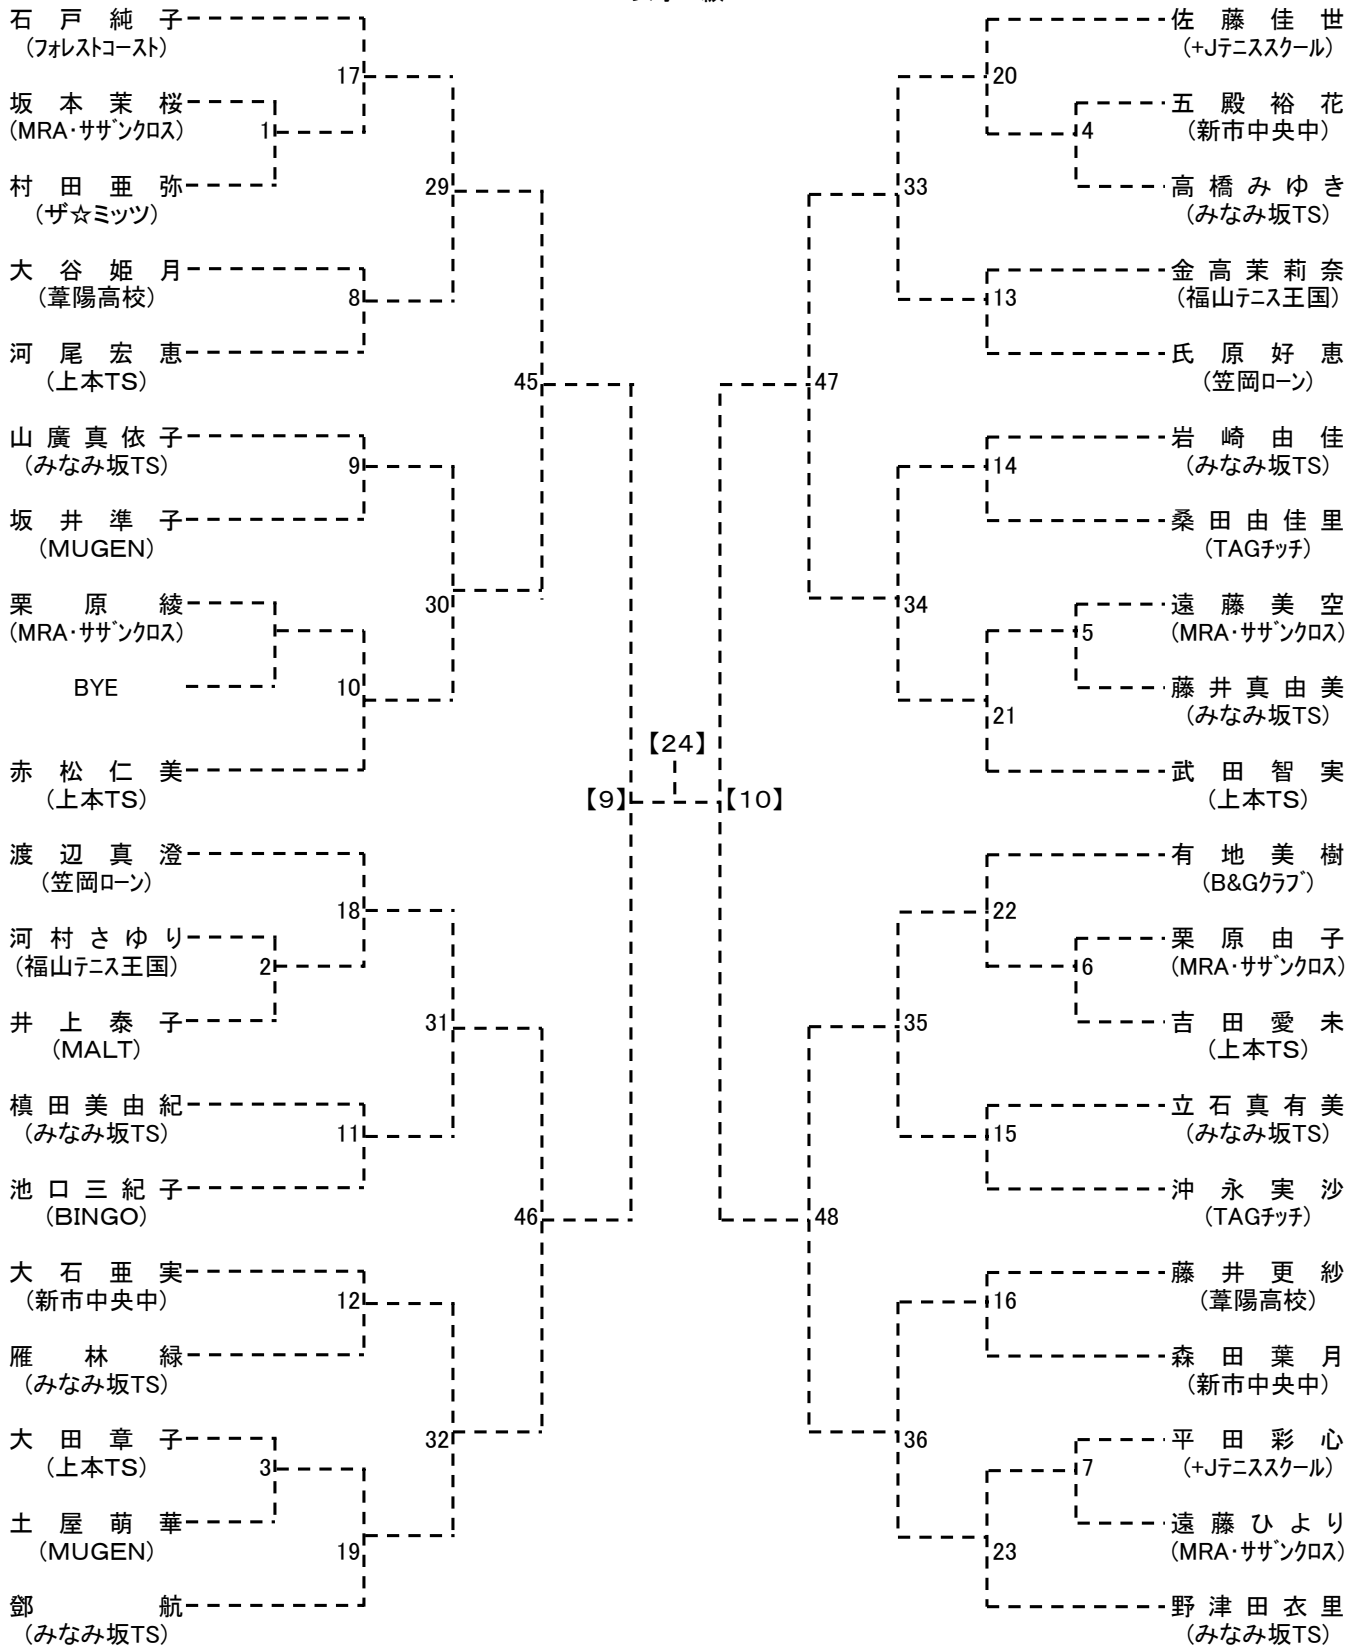 石戸純子
(フォレストコースト)
17
坂本茉桜
(MRA・サザンクロス)
1
村田亜弥
(ザ☆ミッツ)
29
大谷姫月
(葦陽高校)
8
河尾宏恵
(上本TS)
45
山廣真依子
(みなみ坂TS)
9
坂井準子
(MUGEN)
栗原綾
(MRA・サザンクロス)
30
BYE
10
赤松仁美
(上本TS)
渡辺真澄
(笠岡ローン)
18
河村さゆり
(福山テニス王国)
2
井上泰子
(MALT)
31
槙田美由紀
(みなみ坂TS)
11
池口三紀子
(BINGO)
46
大石亜実
(新市中央中)
12
雁林緑
(みなみ坂TS)
大田章子
(上本TS)
3
32
土屋萌華
(MUGEN)
19
鄧航
(みなみ坂TS)
【24】
【9】
【10】
佐藤佳世
(+Jテニススクール)
20
五殿裕花
(新市中央中)
4
高橋みゆき
(みなみ坂TS)
33
金高茉莉奈
(福山テニス王国)
13
氏原好恵
(笠岡ローン)
47
岩崎由佳
(みなみ坂TS)
14
桑田由佳里
(TAGチッチ)
遠藤美空
(MRA・サザンクロス)
34
5
藤井真由美
(みなみ坂TS)
21
武田智実
(上本TS)
有地美樹
(B&Gクラブ)
22
栗原由子
(MRA・サザンクロス)
6
吉田愛未
(上本TS)
35
立石真有美
(みなみ坂TS)
15
沖永実沙
(TAGチッチ)
48
藤井更紗
(葦陽高校)
16
森田葉月
(新市中央中)
平田彩心
(+Jテニススクール)
36
7
遠藤ひより
(MRA・サザンクロス)
23
野津田衣里
(みなみ坂TS)